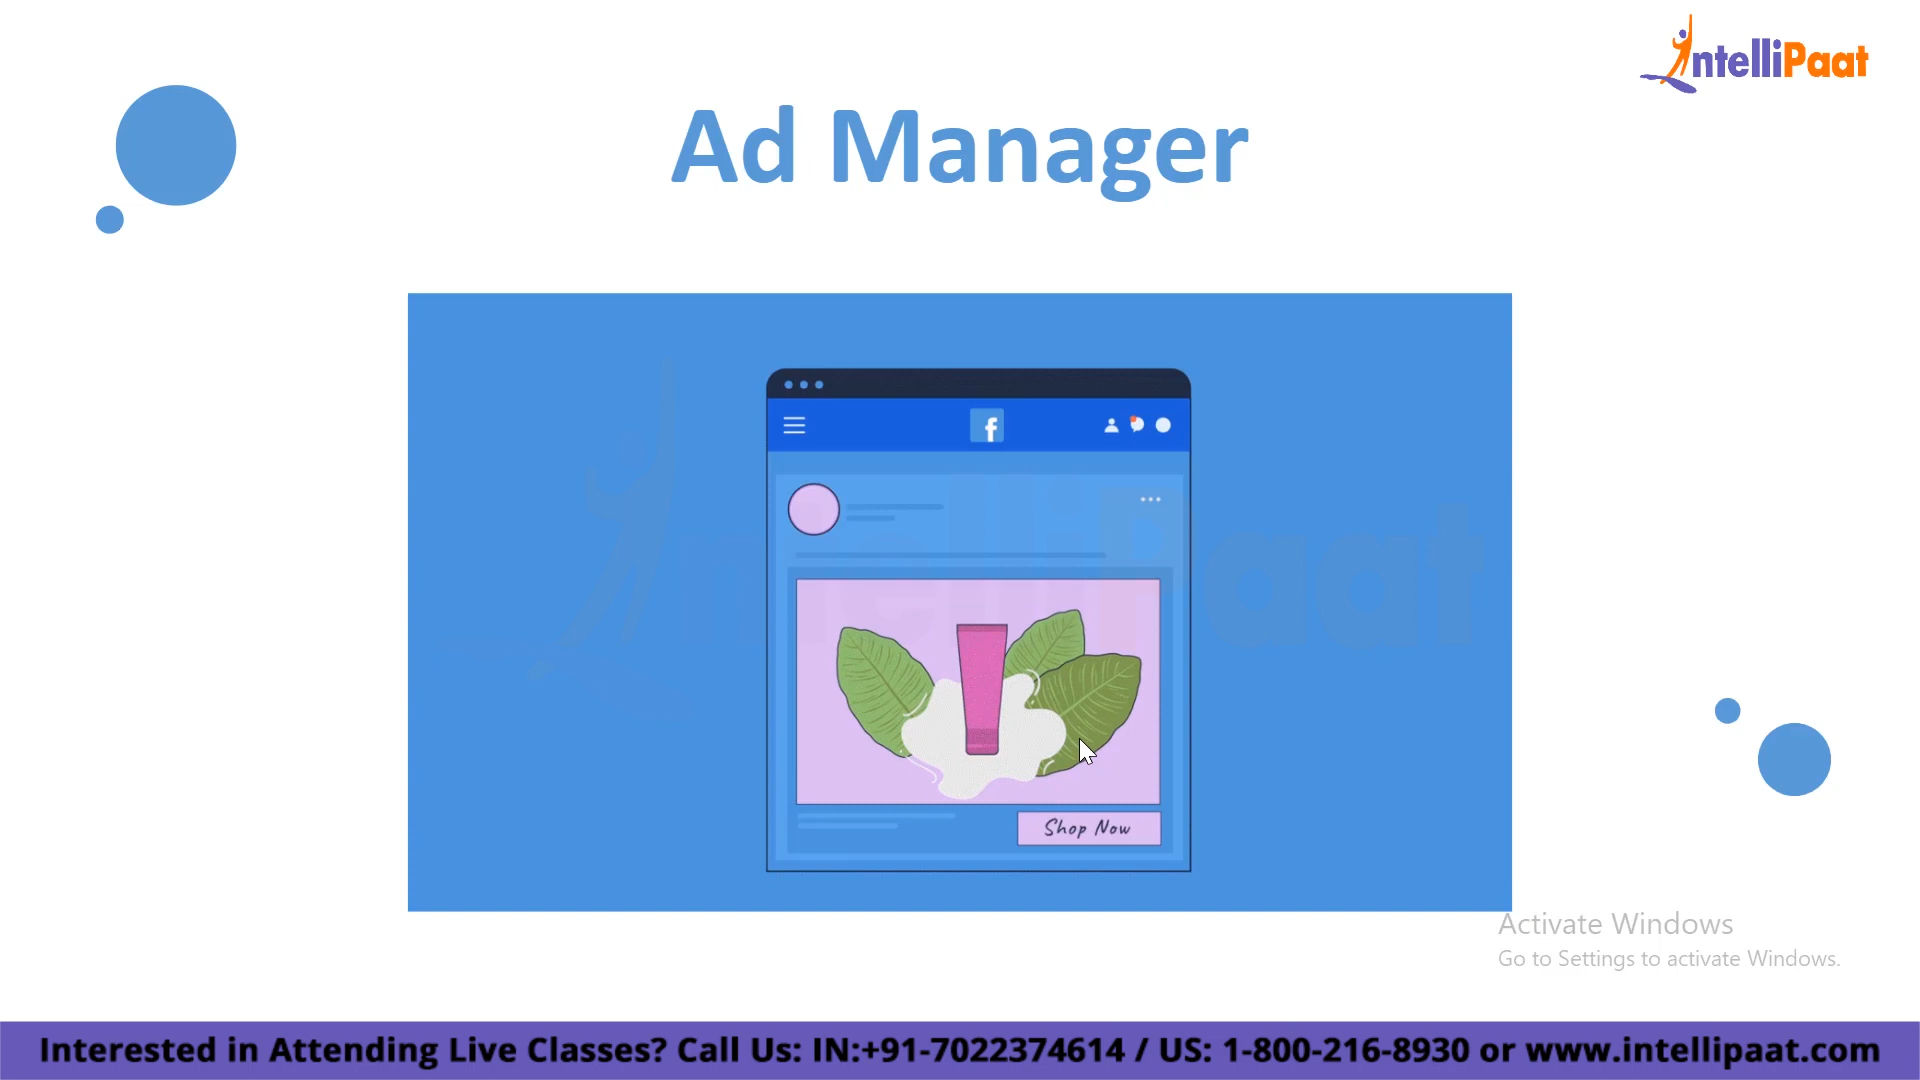 IntelliPaat
Ad Manager
f
IntelliPaat
Shop Now
Activate Windows
Go to Settings to activate Windows.
Interested in Attending Live Classes? Call Us: IN:+91-7022374614 / US: 1-800-216-8930 or www.intellipaat.com